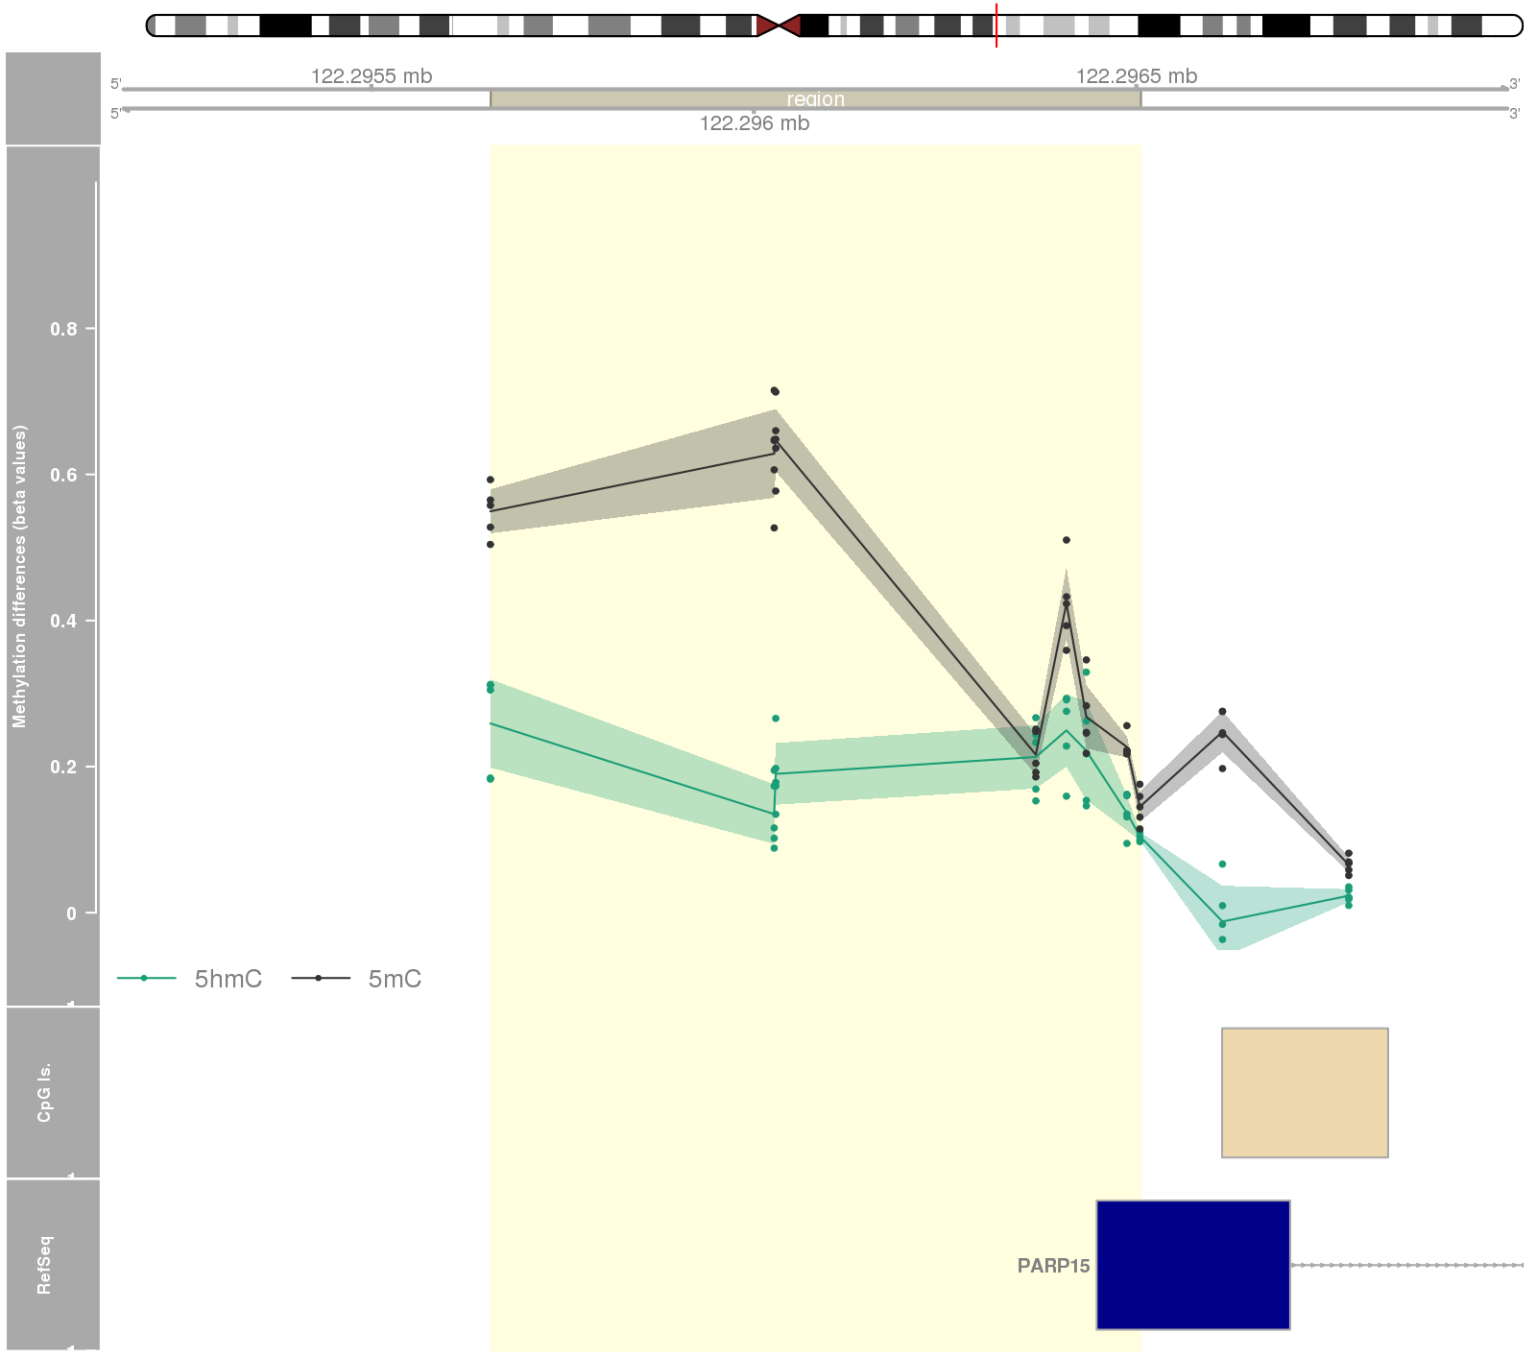 122.2955 mb
122.2965 mb
5'
3'
region
5'
3'
122.296 mb
Methylation differences (beta values)
0.8
0.6
0.4
0.2
0
5hmC
5mC
CpG Is.
RefSeq
PARP15